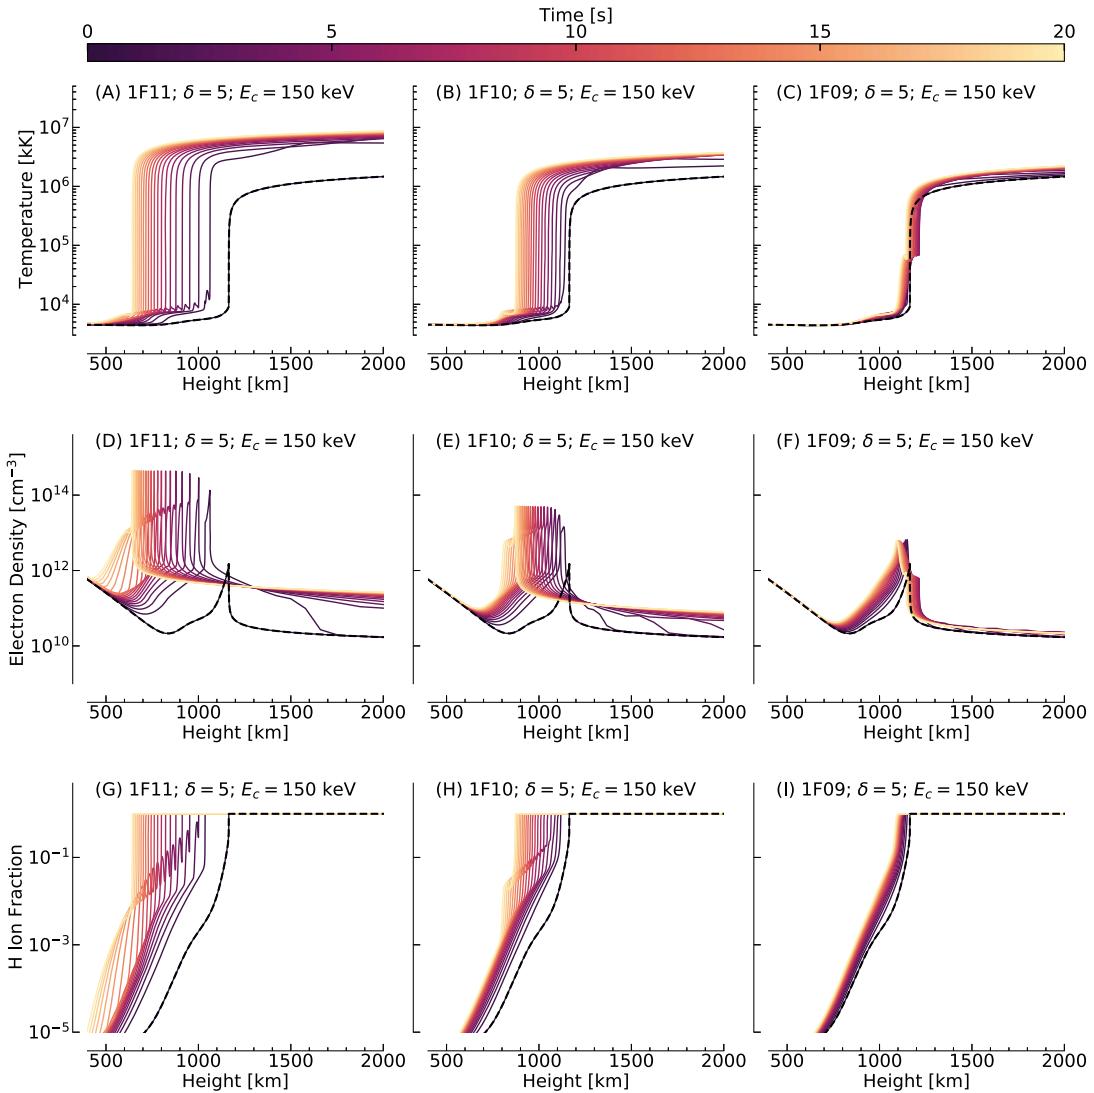 Time [s]
0 5 10 15 20
(A) 1F11; δ = 5; E_c = 150 keV
(B) 1F10; δ = 5; E_c = 150 keV
(C) 1F09; δ = 5; E_c = 150 keV
Temperature [kK]
10^7
10^6
10^5
10^4
500 1000 1500 2000
500 1000 1500 2000
500 1000 1500 2000
Height [km]
Height [km]
Height [km]
(D) 1F11; δ = 5; E_c = 150 keV
(E) 1F10; δ = 5; E_c = 150 keV
(F) 1F09; δ = 5; E_c = 150 keV
Electron Density [cm^−3]
10^14
10^12
10^10
500 1000 1500 2000
500 1000 1500 2000
500 1000 1500 2000
Height [km]
Height [km]
Height [km]
(G) 1F11; δ = 5; E_c = 150 keV
(H) 1F10; δ = 5; E_c = 150 keV
(I) 1F09; δ = 5; E_c = 150 keV
H Ion Fraction
10^−1
10^−3
10^−5
500 1000 1500 2000
500 1000 1500 2000
500 1000 1500 2000
Height [km]
Height [km]
Height [km]